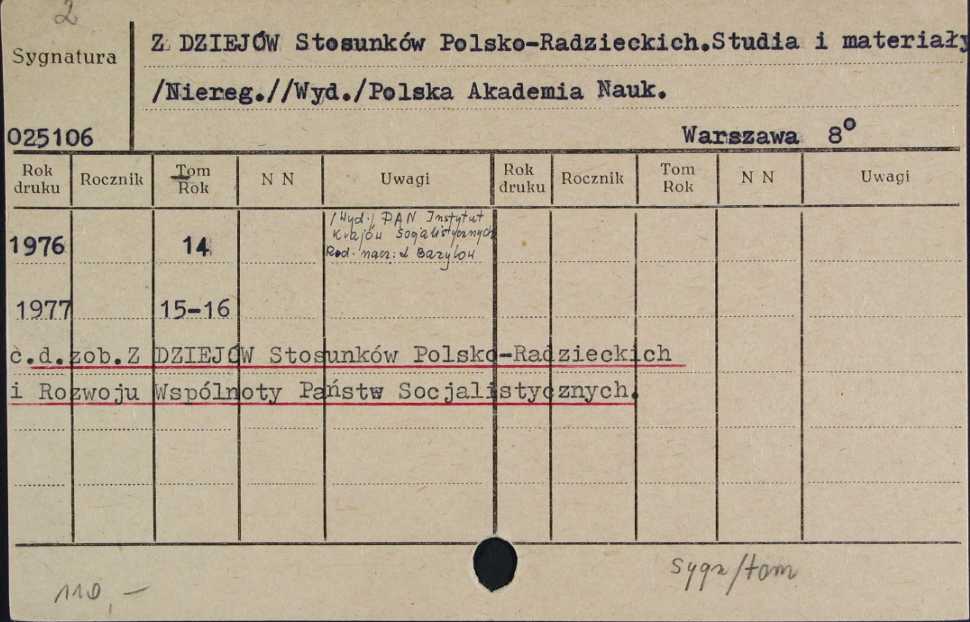 2
Sygnatura
Z DZIEJÓW Stosunków Polsko-Radzieckich.Studia i materiały
/Niereg.//Wyd./Polska Akademia Nauk.
025106
Warszawa 8°
Rok druku Rocznik Tom Rok N N Uwagi Rok druku Rocznik Tom Rok N N Uwagi
1976 14
/Wyd./ PAN Instytut
Krajów Socjalistycznych
Red. nacz.: L Bazylow
1977 15-16
c.d.zob.Z DZIEJÓW Stosunków Polsko-Radzieckich
i Rozwoju Wspólnoty Państw Socjalistycznych.
110,—
sygn/tom